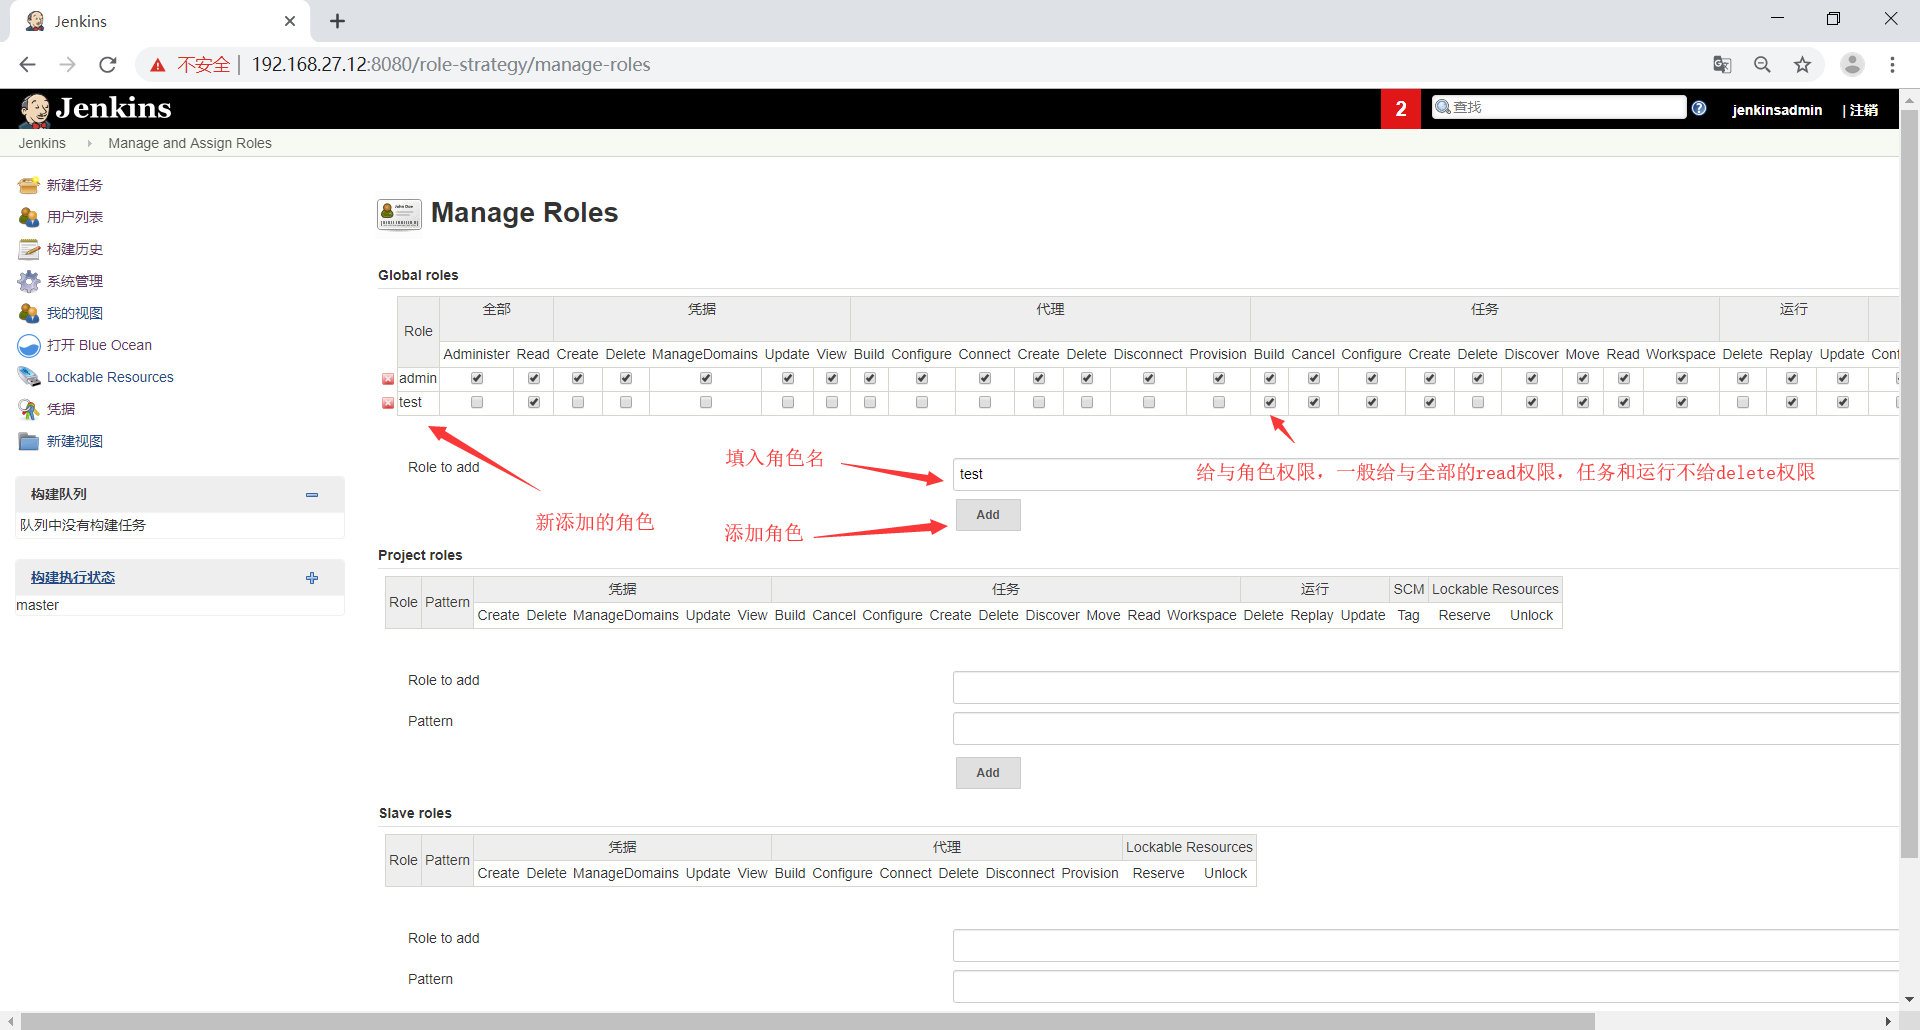 Jenkins
不安全 | 192.168.27.12:8080/role-strategy/manage-roles
Jenkins
2
查找
jenkinsadmin
| 注销
Jenkins
Manage and Assign Roles
新建任务
用户列表
构建历史
系统管理
我的视图
打开 Blue Ocean
Lockable Resources
凭据
新建视图
构建队列
队列中没有构建任务
构建执行状态
master
Manage Roles
Global roles
Role 全部 凭据 代理 任务 运行
Administer Read Create Delete ManageDomains Update View Build Configure Connect Create Delete Disconnect Provision Build Cancel Configure Create Delete Discover Move Read Workspace Delete Replay Update Conf
admin
test
Role to add
填入角色名
test
给与角色权限，一般给与全部的read权限，任务和运行不给delete权限
新添加的角色
添加角色
Add
Project roles
Role Pattern 凭据 任务 运行 SCM Lockable Resources
Create Delete ManageDomains Update View Build Cancel Configure Create Delete Discover Move Read Workspace Delete Replay Update Tag Reserve Unlock
Role to add
Pattern
Add
Slave roles
Role Pattern 凭据 代理 Lockable Resources
Create Delete ManageDomains Update View Build Configure Connect Delete Disconnect Provision Reserve Unlock
Role to add
Pattern